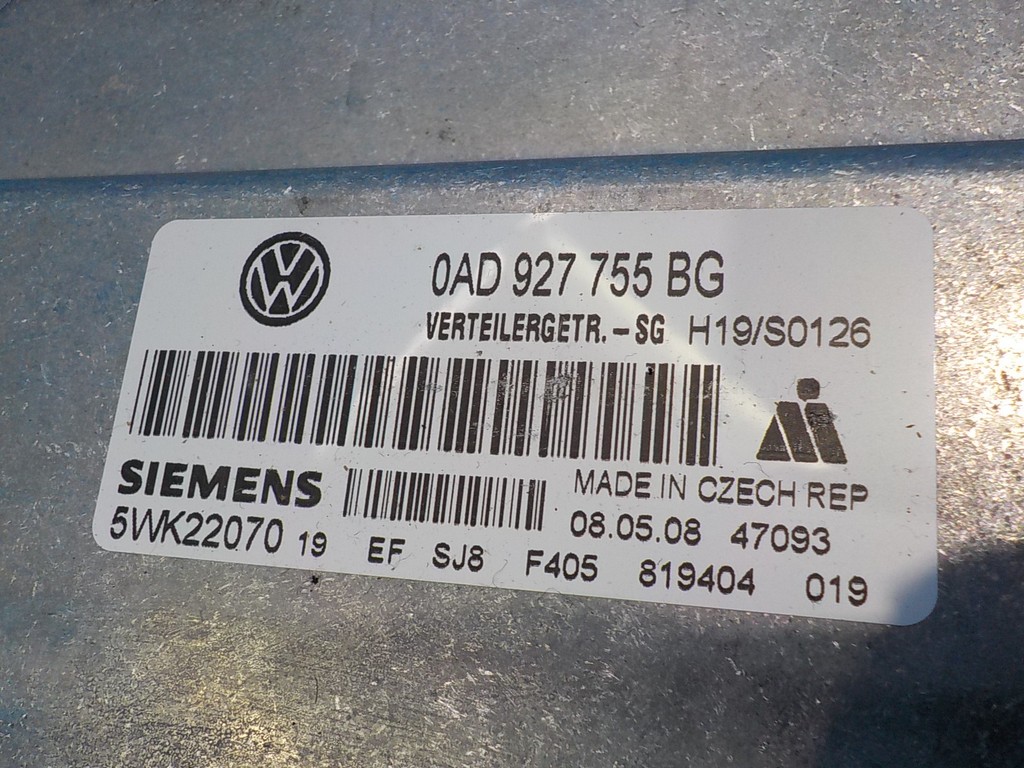 0AD 927 755 BG
VERTEILERGETR.-SG H19/S0126
SIEMENS
MADE IN CZECH REP
08.05.08 47093
5WK22070 19 EF SJ8 F405 819404 019